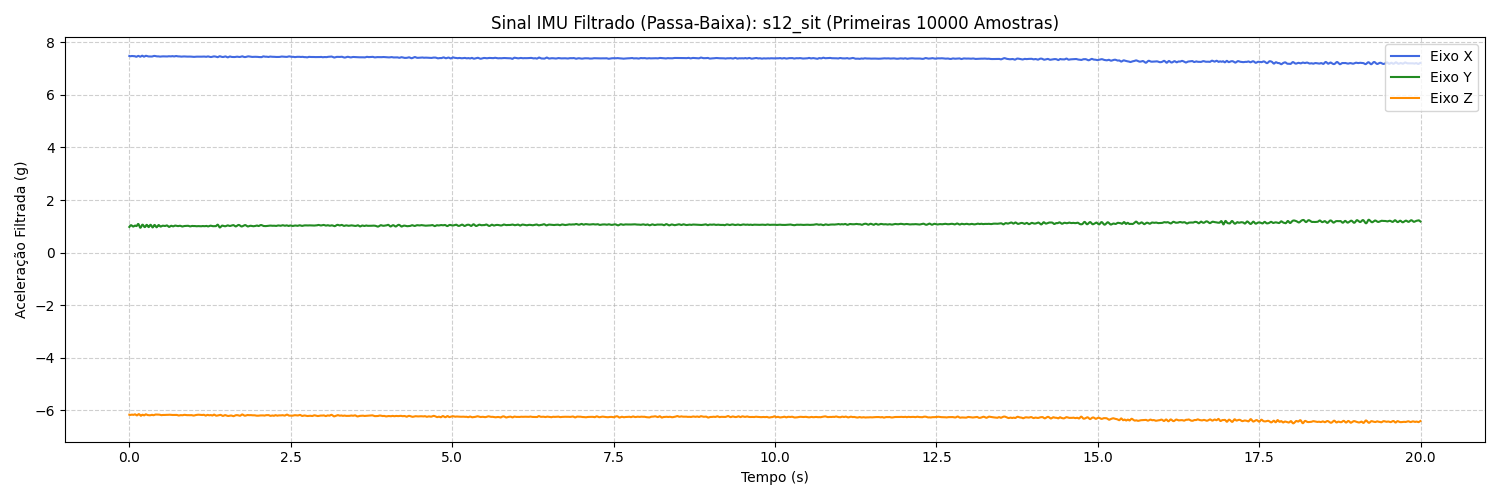 Sinal IMU Filtrado (Passa-Baixa): s12_sit (Primeiras 10000 Amostras)
8
6
4
2
0
−2
−4
−6
Aceleração Filtrada (g)
Eixo X
Eixo Y
Eixo Z
0.0 2.5 5.0 7.5 10.0 12.5 15.0 17.5 20.0
Tempo (s)